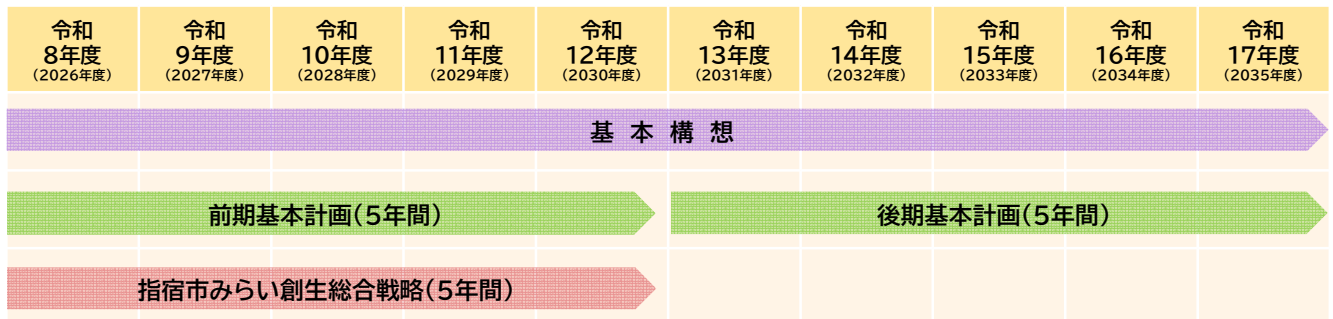 令和
8年度
(2026年度)
令和
9年度
(2027年度)
令和
10年度
(2028年度)
令和
11年度
(2029年度)
令和
12年度
(2030年度)
令和
13年度
(2031年度)
令和
14年度
(2032年度)
令和
15年度
(2033年度)
令和
16年度
(2034年度)
令和
17年度
(2035年度)
基 本 構 想
前期基本計画(5年間)
後期基本計画(5年間)
指宿市みらい創生総合戦略(5年間)